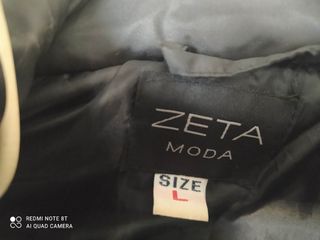 ZETA
MODA
SIZE
L
REDMI NOTE 8T
AI QUAD CAMERA